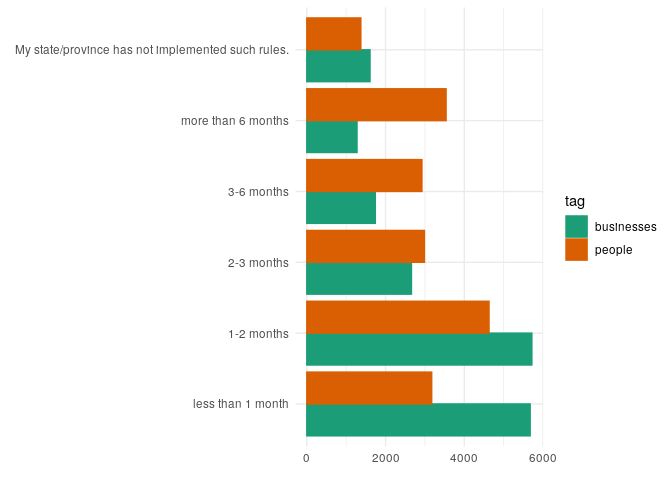 My state/province has not implemented such rules.
more than 6 months
3-6 months
2-3 months
1-2 months
less than 1 month
0 2000 4000 6000
tag
businesses
people